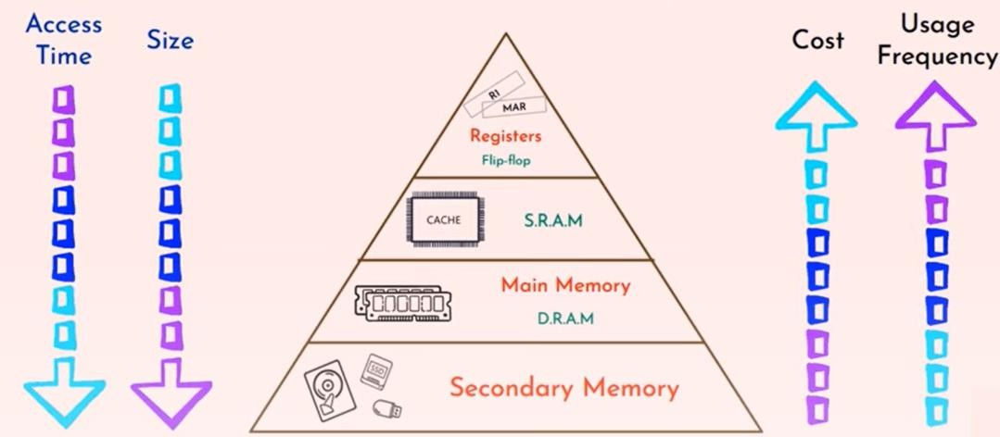 Access
Time
Size
Cost
Usage
Frequency
R1
MAR
Registers
Flip-flop
CACHE
S.R.A.M
Main Memory
D.R.A.M
SSD
Secondary Memory